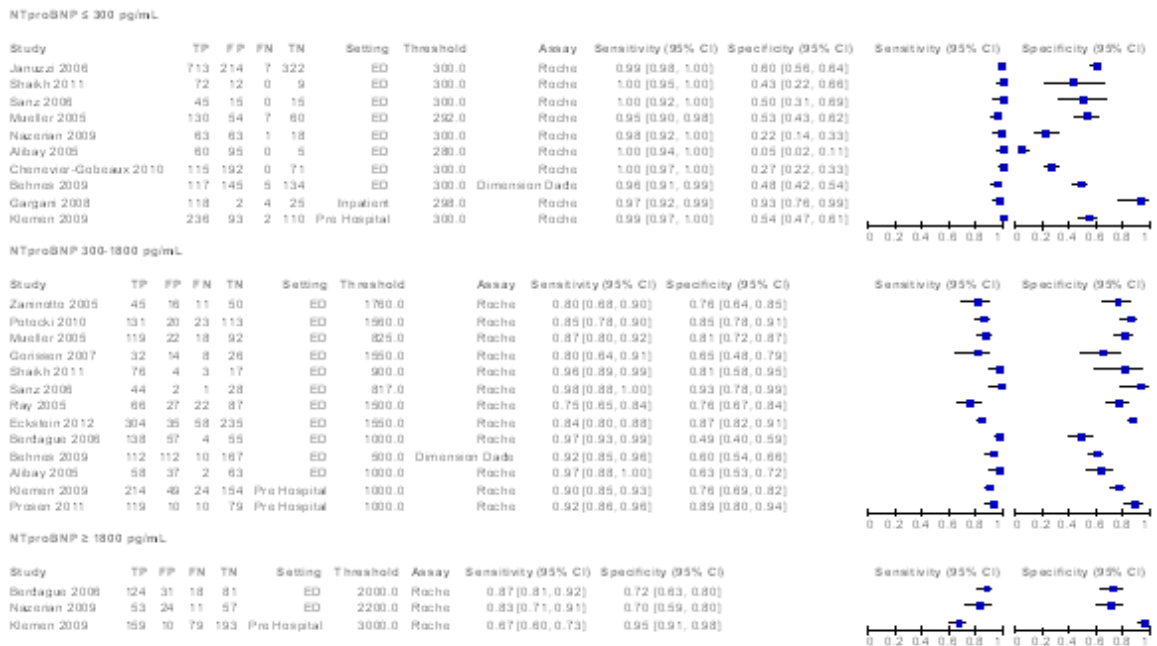 NTproBNP ≤ 300 pg/mL
Study TP FP FN TN Setting Threshold Assay Sensitivity (95% CI) Specificity (95% CI) Sensitivity (95% CI) Specificity (95% CI)
Januzzi 2006 713 214 7 322 ED 300.0 Roche 0.99 [0.98, 1.00] 0.60 [0.56, 0.64]
Shaikh 2011 72 12 0 9 ED 300.0 Roche 1.00 [0.95, 1.00] 0.43 [0.22, 0.66]
Sanz 2006 45 15 0 15 ED 300.0 Roche 1.00 [0.92, 1.00] 0.50 [0.31, 0.69]
Mueller 2005 130 54 7 60 ED 292.0 Roche 0.95 [0.90, 0.98] 0.53 [0.43, 0.62]
Nazerian 2009 63 63 1 18 ED 300.0 Roche 0.98 [0.92, 1.00] 0.22 [0.14, 0.33]
Alibay 2005 60 95 0 5 ED 280.0 Roche 1.00 [0.94, 1.00] 0.05 [0.02, 0.11]
Chenevier-Gobeaux 2010 115 192 0 71 ED 300.0 Roche 1.00 [0.97, 1.00] 0.27 [0.22, 0.33]
Behnes 2009 117 145 5 134 ED 300.0 Dimension Dade 0.96 [0.91, 0.99] 0.48 [0.42, 0.54]
Gargani 2008 118 2 4 25 Inpatient 298.0 Roche 0.97 [0.92, 0.99] 0.93 [0.76, 0.99]
Klemen 2009 236 93 2 110 Pre Hospital 300.0 Roche 0.99 [0.97, 1.00] 0.54 [0.47, 0.61]
0 0.2 0.4 0.6 0.8 1 0 0.2 0.4 0.6 0.8 1
NTproBNP 300-1800 pg/mL
Study TP FP FN TN Setting Threshold Assay Sensitivity (95% CI) Specificity (95% CI) Sensitivity (95% CI) Specificity (95% CI)
Zaninotto 2005 45 16 11 50 ED 1760.0 Roche 0.80 [0.68, 0.90] 0.76 [0.64, 0.85]
Potocki 2010 131 20 23 113 ED 1560.0 Roche 0.85 [0.78, 0.90] 0.85 [0.78, 0.91]
Mueller 2005 119 22 18 92 ED 825.0 Roche 0.87 [0.80, 0.92] 0.81 [0.72, 0.87]
Gorissen 2007 32 14 8 26 ED 1550.0 Roche 0.80 [0.64, 0.91] 0.65 [0.48, 0.79]
Shaikh 2011 76 4 3 17 ED 900.0 Roche 0.96 [0.89, 0.99] 0.81 [0.58, 0.95]
Sanz 2006 44 2 1 28 ED 817.0 Roche 0.98 [0.88, 1.00] 0.93 [0.78, 0.99]
Ray 2005 66 27 22 87 ED 1500.0 Roche 0.75 [0.65, 0.84] 0.76 [0.67, 0.84]
Eckstein 2012 304 35 58 235 ED 1550.0 Roche 0.84 [0.80, 0.88] 0.87 [0.82, 0.91]
Berdague 2006 138 57 4 55 ED 1000.0 Roche 0.97 [0.93, 0.99] 0.49 [0.40, 0.59]
Behnes 2009 112 112 10 167 ED 500.0 Dimension Dade 0.92 [0.85, 0.96] 0.60 [0.54, 0.66]
Alibay 2005 58 37 2 63 ED 1000.0 Roche 0.97 [0.88, 1.00] 0.63 [0.53, 0.72]
Klemen 2009 214 49 24 154 Pre Hospital 1000.0 Roche 0.90 [0.85, 0.93] 0.76 [0.69, 0.82]
Prosen 2011 119 10 10 79 Pre Hospital 1000.0 Roche 0.92 [0.86, 0.96] 0.89 [0.80, 0.94]
0 0.2 0.4 0.6 0.8 1 0 0.2 0.4 0.6 0.8 1
NTproBNP ≥ 1800 pg/mL
Study TP FP FN TN Setting Threshold Assay Sensitivity (95% CI) Specificity (95% CI) Sensitivity (95% CI) Specificity (95% CI)
Berdague 2006 124 31 18 81 ED 2000.0 Roche 0.87 [0.81, 0.92] 0.72 [0.63, 0.80]
Nazerian 2009 53 24 11 57 ED 2200.0 Roche 0.83 [0.71, 0.91] 0.70 [0.59, 0.80]
Klemen 2009 159 10 79 193 Pre Hospital 3000.0 Roche 0.67 [0.60, 0.73] 0.95 [0.91, 0.98]
0 0.2 0.4 0.6 0.8 1 0 0.2 0.4 0.6 0.8 1